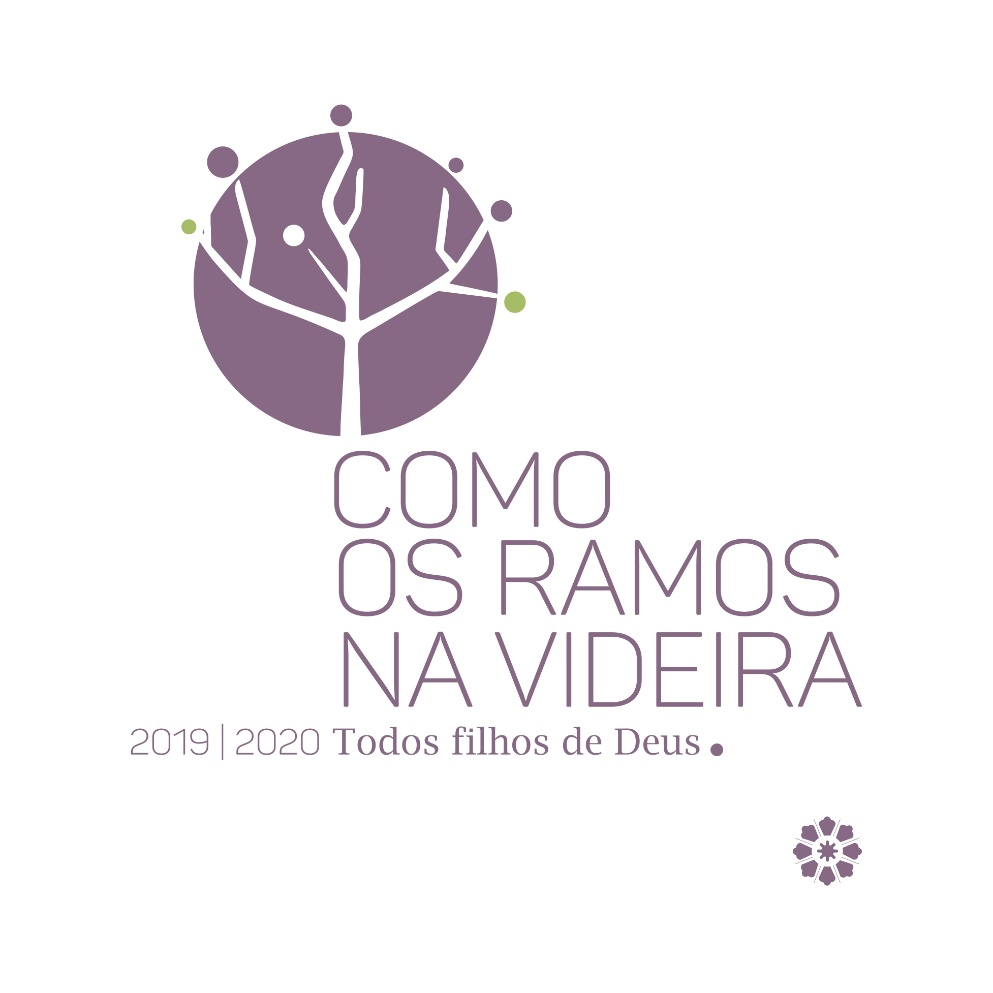 COMO
OS RAMOS
NA VIDEIRA
2019 | 2020 Todos filhos de Deus.